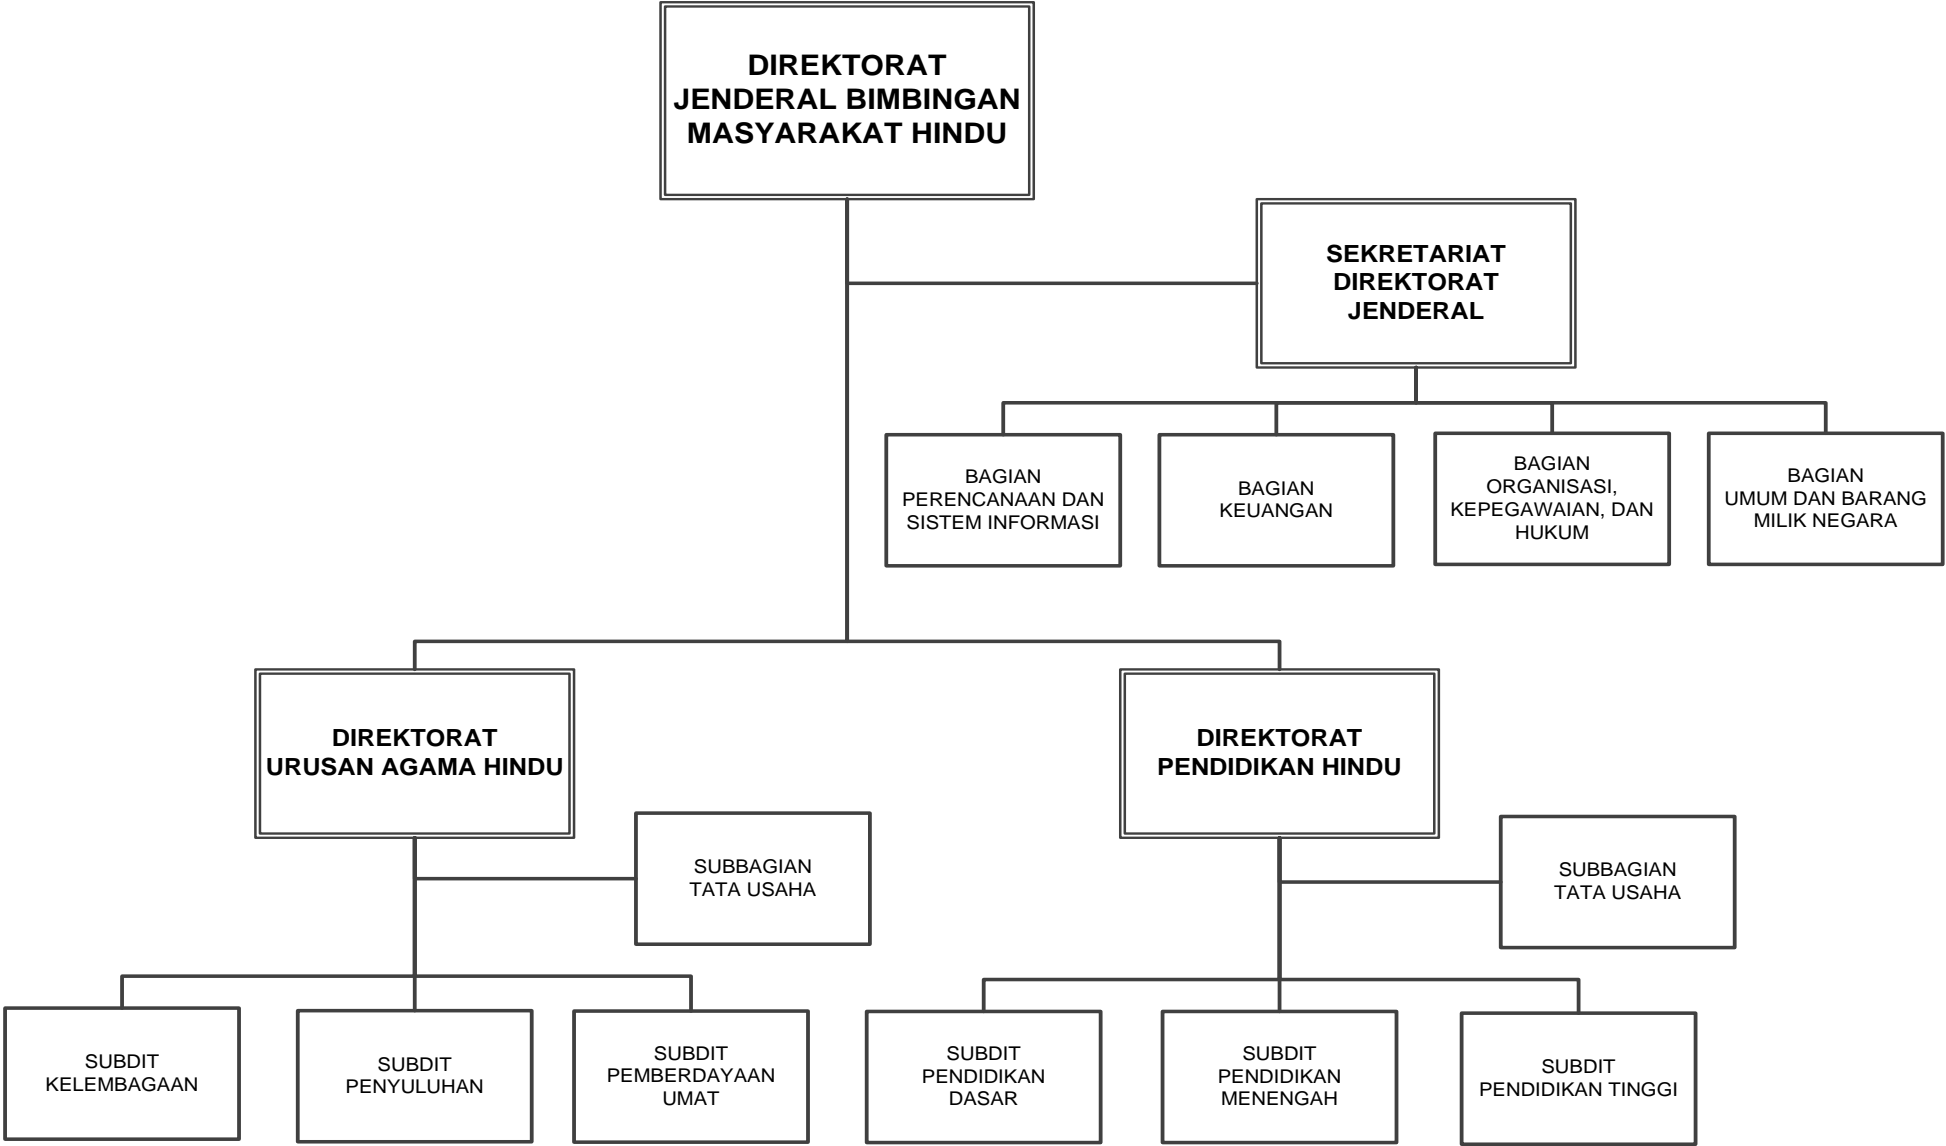 DIREKTORAT
JENDERAL BIMBINGAN
MASYARAKAT HINDU
SEKRETARIAT
DIREKTORAT
JENDERAL
BAGIAN
PERENCANAAN DAN
SISTEM INFORMASI
BAGIAN
KEUANGAN
BAGIAN
ORGANISASI,
KEPEGAWAIAN, DAN
HUKUM
BAGIAN
UMUM DAN BARANG
MILIK NEGARA
DIREKTORAT
URUSAN AGAMA HINDU
DIREKTORAT
PENDIDIKAN HINDU
SUBBAGIAN
TATA USAHA
SUBBAGIAN
TATA USAHA
SUBDIT
KELEMBAGAAN
SUBDIT
PENYULUHAN
SUBDIT
PEMBERDAYAAN
UMAT
SUBDIT
PENDIDIKAN
DASAR
SUBDIT
PENDIDIKAN
MENENGAH
SUBDIT
PENDIDIKAN TINGGI